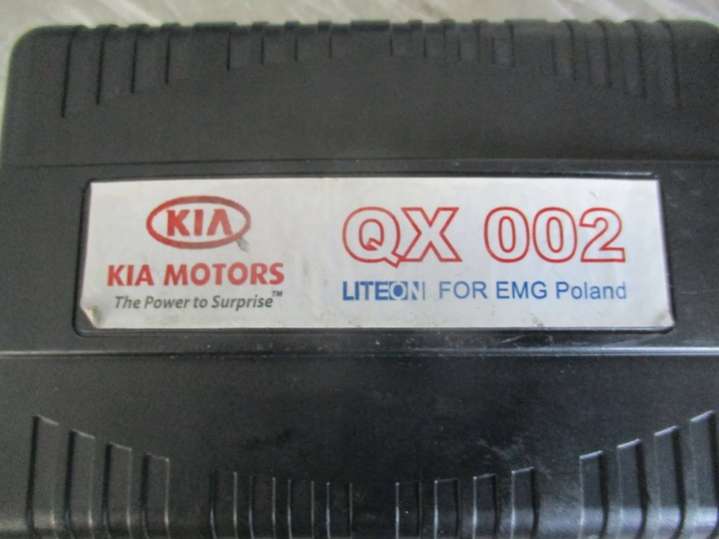 KIA
KIA MOTORS
The Power to Surprise™
QX 002
LITEON FOR EMG Poland